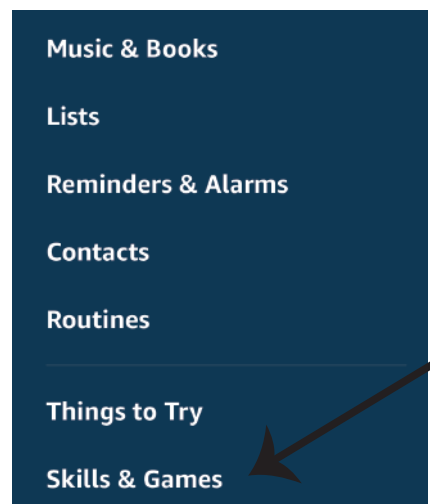 Music & Books
Lists
Reminders & Alarms
Contacts
Routines
Things to Try
Skills & Games